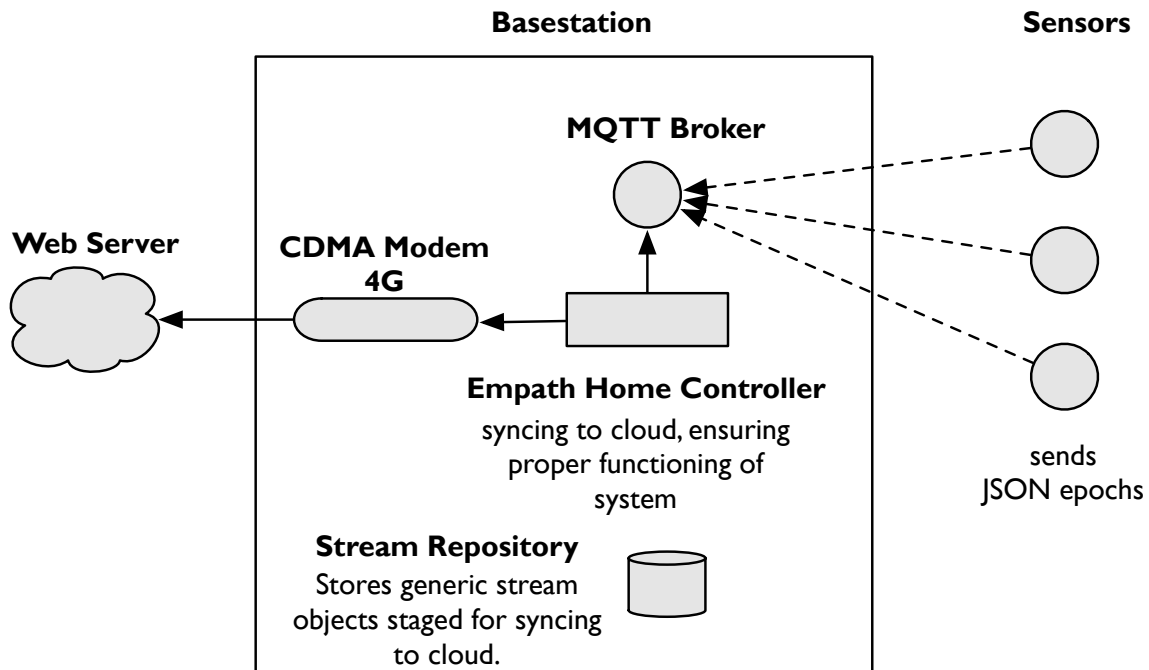 Basestation
Sensors
MQTT Broker
Web Server
CDMA Modem
4G
Empath Home Controller
syncing to cloud, ensuring
proper functioning of
system
sends
JSON epochs
Stream Repository
Stores generic stream
objects staged for syncing
to cloud.